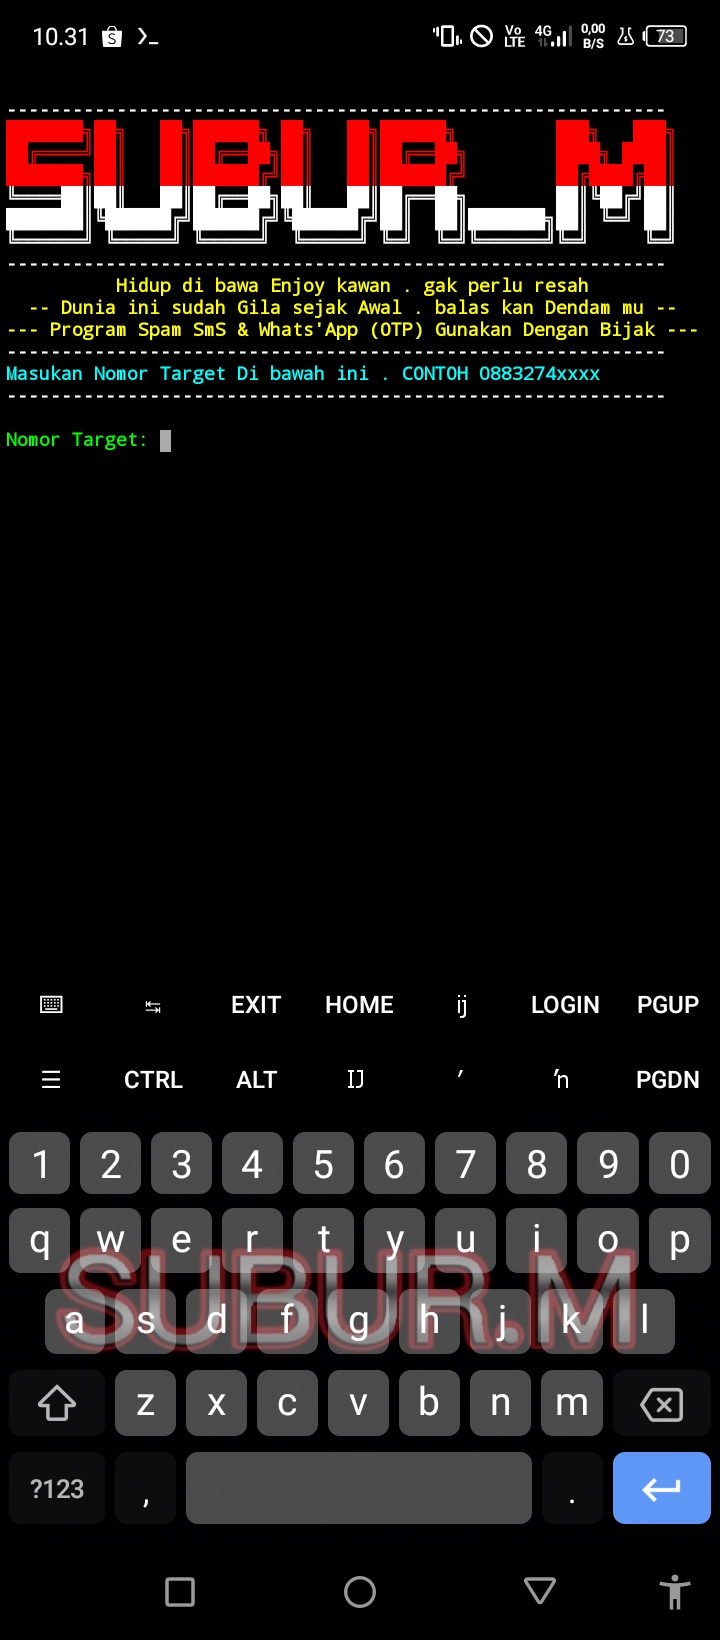 10.31
Vo LTE 4G 0,00 B/S 73
SUBUR_M
Hidup di bawa Enjoy kawan . gak perlu resah
-- Dunia ini sudah Gila sejak Awal . balas kan Dendam mu --
--- Program Spam SmS & Whats'App (OTP) Gunakan Dengan Bijak ---
Masukan Nomor Target Di bawah ini . CONTOH 0883274xxxx
Nomor Target:
EXIT HOME ĳ LOGIN PGUP
CTRL ALT Ĳ ′ ŉ PGDN
1 2 3 4 5 6 7 8 9 0
q w e r t y u i o p
SUBUR.M
a s d f g h j k l
z x c v b n m
?123 , .